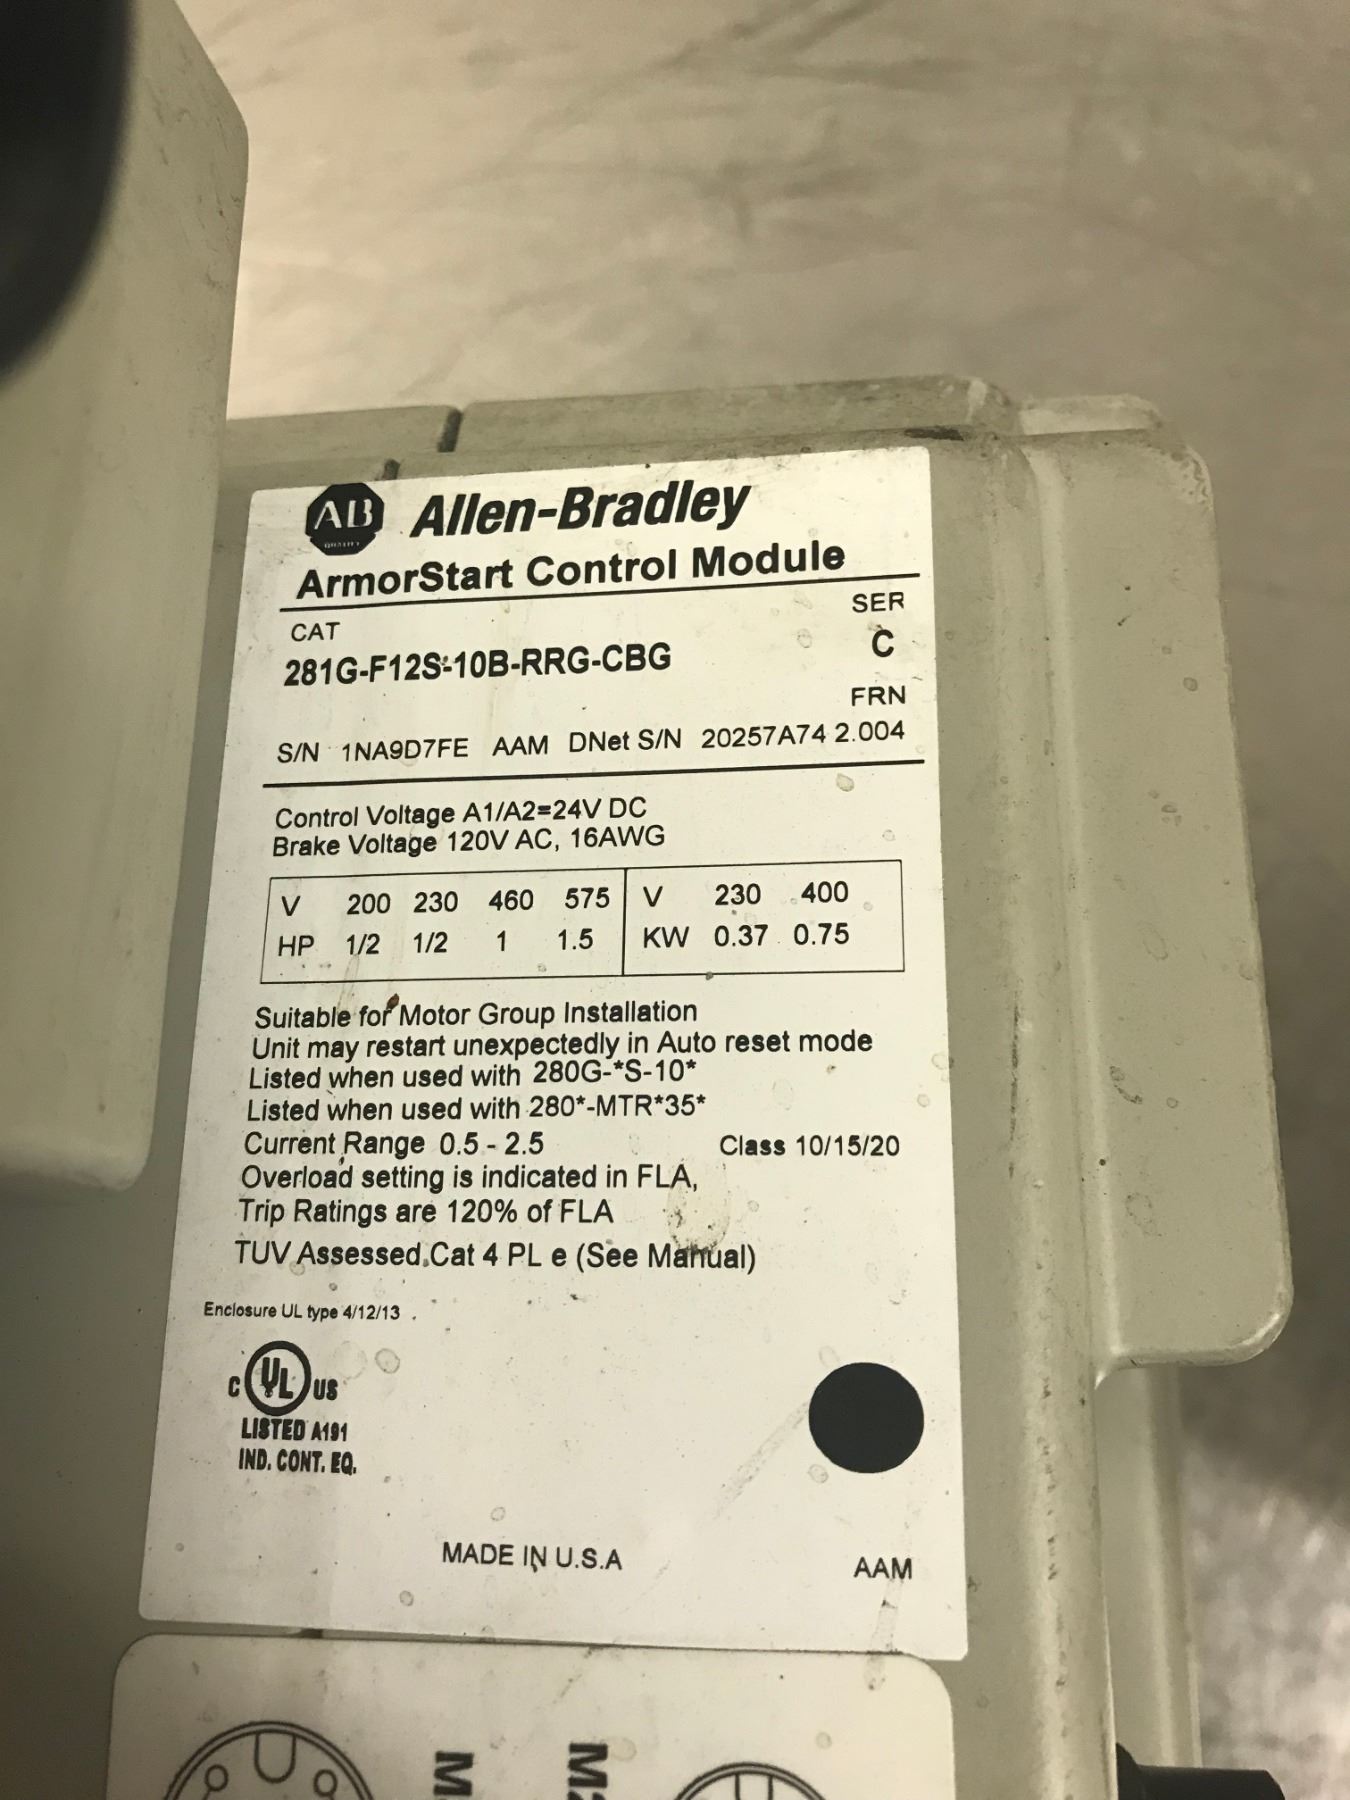 AB Allen-Bradley
QUALITY
ArmorStart Control Module
CAT SER
281G-F12S-10B-RRG-CBG C
FRN
S/N 1NA9D7FE AAM DNet S/N 20257A74 2.004
Control Voltage A1/A2=24V DC
Brake Voltage 120V AC, 16AWG
V 200 230 460 575 V 230 400
HP 1/2 1/2 1 1.5 KW 0.37 0.75
Suitable for Motor Group Installation
Unit may restart unexpectedly in Auto reset mode
Listed when used with 280G-*S-10*
Listed when used with 280*-MTR*35*
Current Range 0.5 - 2.5 Class 10/15/20
Overload setting is indicated in FLA,
Trip Ratings are 120% of FLA
TUV Assessed.Cat 4 PL e (See Manual)
Enclosure UL type 4/12/13
C UL US
LISTED A191
IND. CONT. EQ.
MADE IN U.S.A AAM